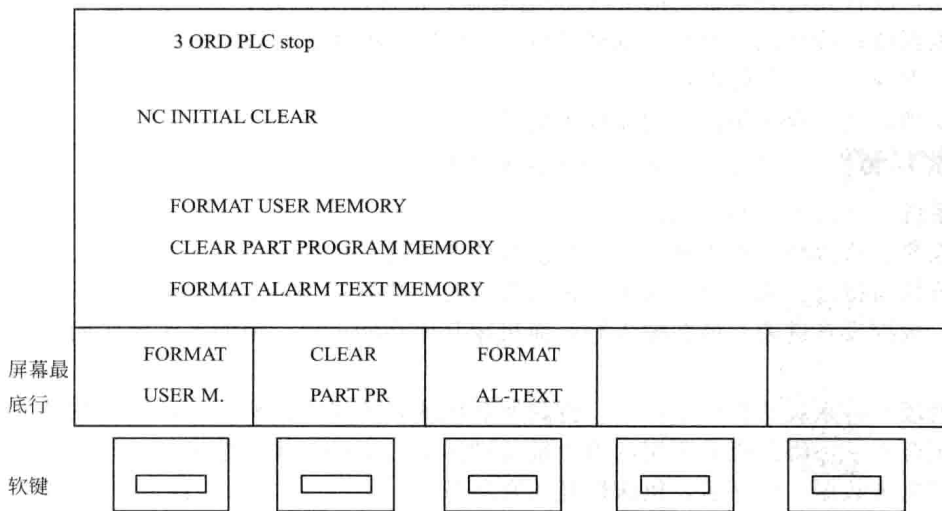 3 ORD PLC stop
NC INITIAL CLEAR
FORMAT USER MEMORY
CLEAR PART PROGRAM MEMORY
FORMAT ALARM TEXT MEMORY
屏幕最
底行
FORMAT
USER M.
CLEAR
PART PR
FORMAT
AL-TEXT
软键